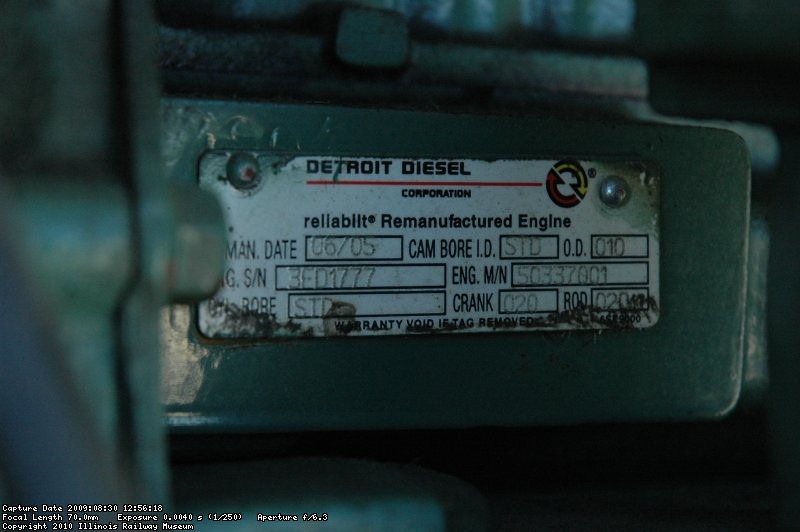 DETROIT DIESEL
CORPORATION
reliabilt® Remanufactured Engine
MAN. DATE 06/05 CAM BORE I.D. STD O.D. 010
G. S/N 3FD1777 ENG. M/N 50337001
BORE STD CRANK 020 ROD
WARRANTY VOID IF TAG REMOVED
Capture Date 2009:08:30 12:56:18
Focal Length 70.0mm Exposure 0.0040 s (1/250) Aperture f/6.3
Copyright 2010 Illinois Railway Museum